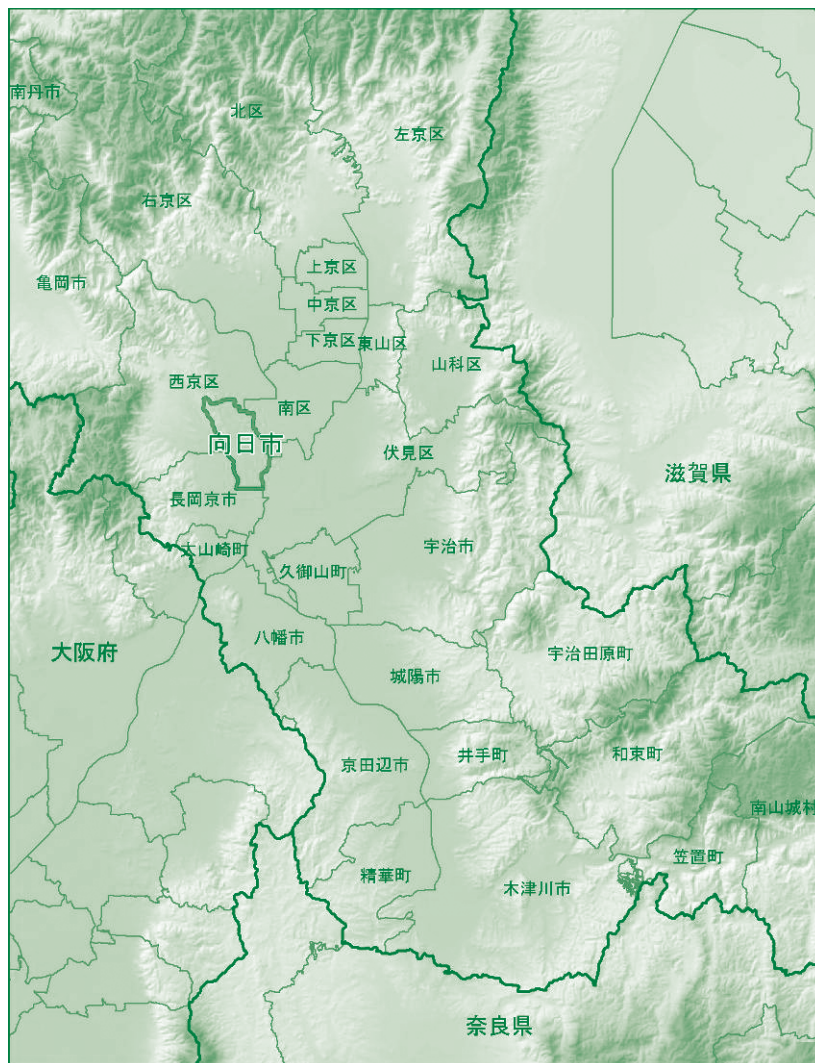 南丹市
北区
左京区
右京区
上京区
亀岡市
中京区
下京区
東山区
山科区
西京区
南区
向日市
伏見区
滋賀県
長岡京市
大山崎町
宇治市
久御山町
八幡市
大阪府
宇治田原町
城陽市
井手町
和束町
京田辺市
南山城村
笠置町
精華町
木津川市
奈良県